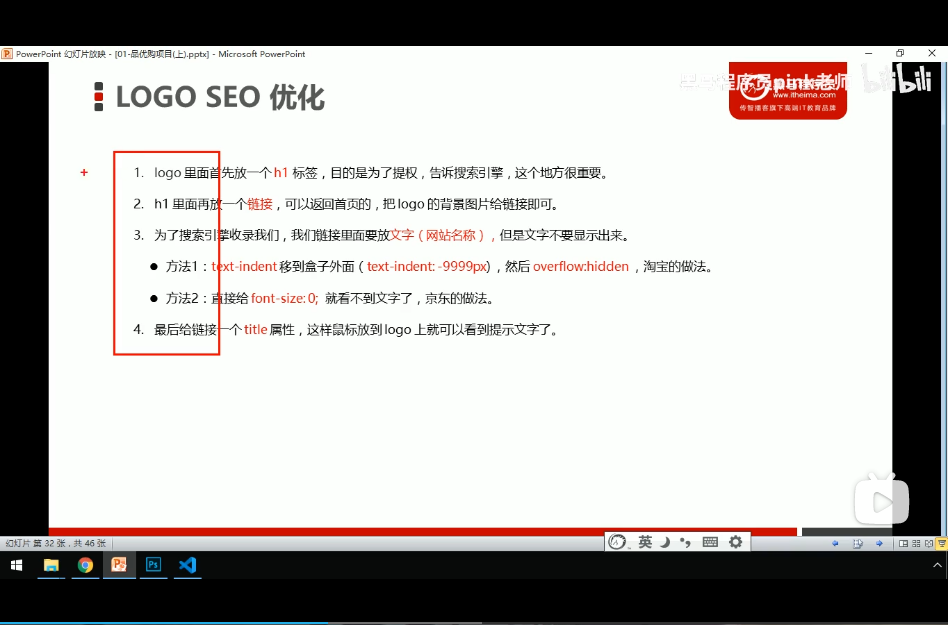 PowerPoint 幻灯片放映 - [01-品优购项目(上).pptx] - Microsoft PowerPoint
LOGO SEO 优化
程序员pink老师
bilibili
www.itheima.com
传智播客旗下高端IT教育品牌
1. logo 里面首先放一个 h1 标签，目的是为了提权，告诉搜索引擎，这个地方很重要。
2. h1 里面再放一个链接，可以返回首页的，把 logo 的背景图片给链接即可。
3. 为了搜索引擎收录我们，我们链接里面要放文字（网站名称），但是文字不要显示出来。
● 方法1：text-indent 移到盒子外面（text-indent: -9999px)，然后 overflow:hidden ，淘宝的做法。
● 方法2：直接给 font-size: 0; 就看不到文字了，京东的做法。
4. 最后给链接一个 title 属性，这样鼠标放到 logo 上就可以看到提示文字了。
幻灯片 第 32 张，共 46 张
英